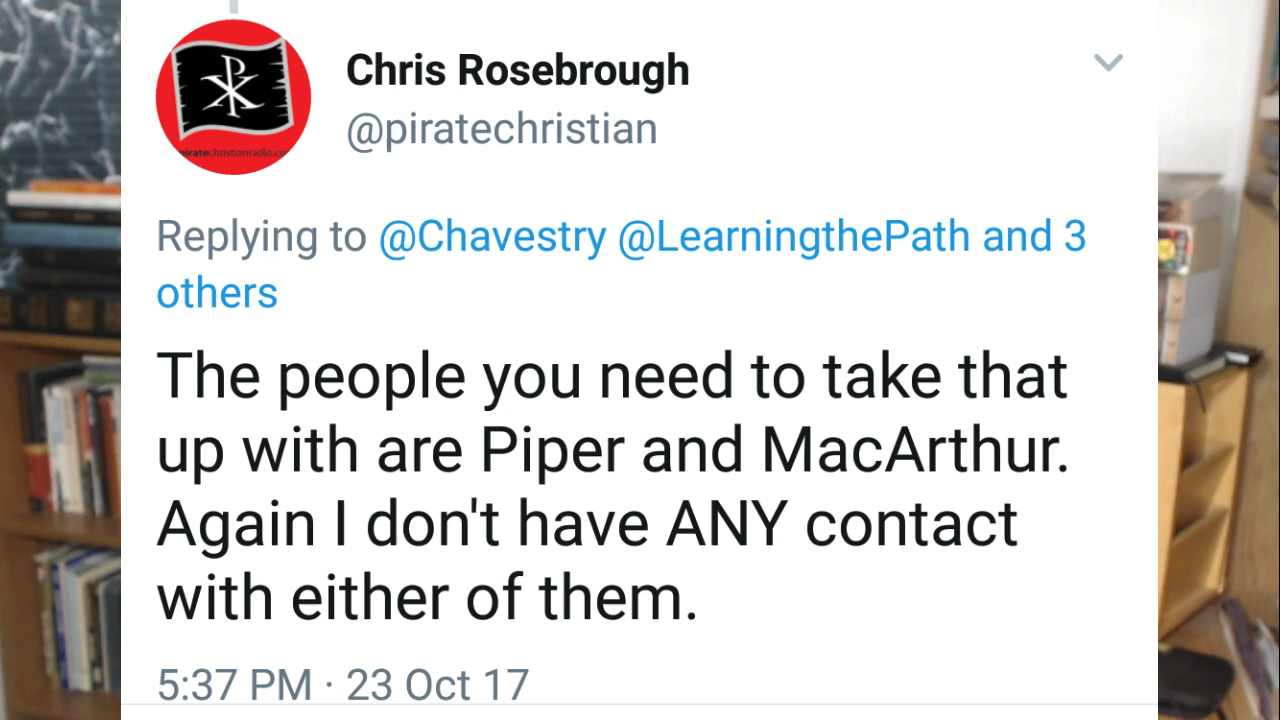 Chris Rosebrough
@piratechristian
Replying to @Chavestry @LearningthePath and 3
others
The people you need to take that
up with are Piper and MacArthur.
Again I don't have ANY contact
with either of them.
5:37 PM · 23 Oct 17